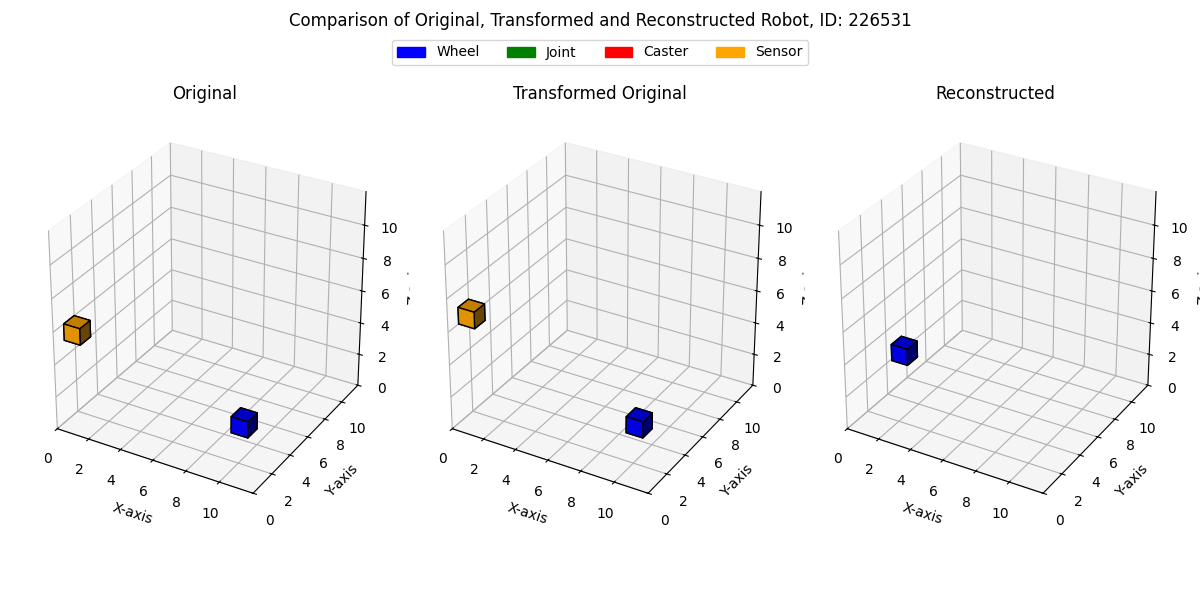 Comparison of Original, Transformed and Reconstructed Robot, ID: 226531
Wheel Joint Caster Sensor
Original
Transformed Original
Reconstructed
0 2 4 6 8 10
X-axis
0 2 4 6 8 10
Y-axis
0 2 4 6 8 10
0 2 4 6 8 10
X-axis
0 2 4 6 8 10
Y-axis
0 2 4 6 8 10
0 2 4 6 8 10
X-axis
0 2 4 6 8 10
Y-axis
0 2 4 6 8 10